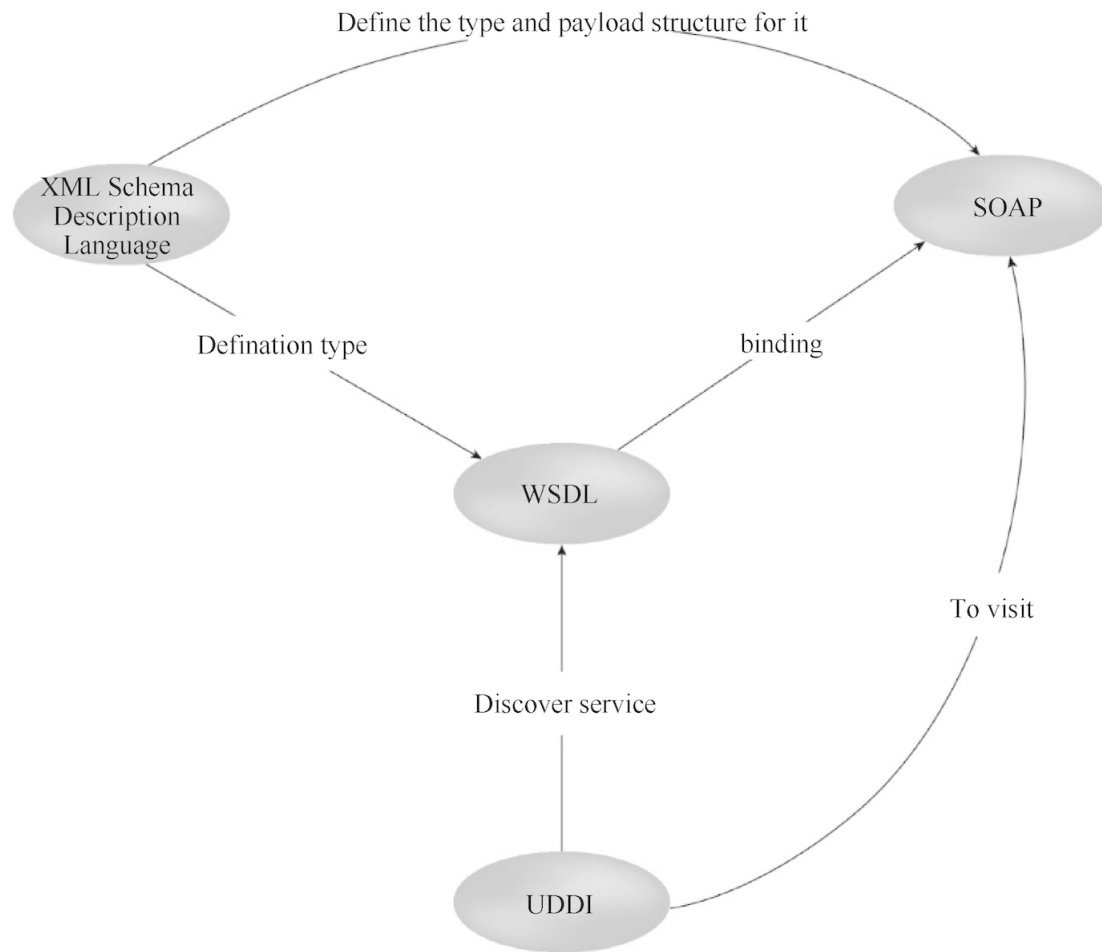 Define the type and payload structure for it
XML Schema
Description
Language
SOAP
Defination type
binding
WSDL
To visit
Discover service
UDDI